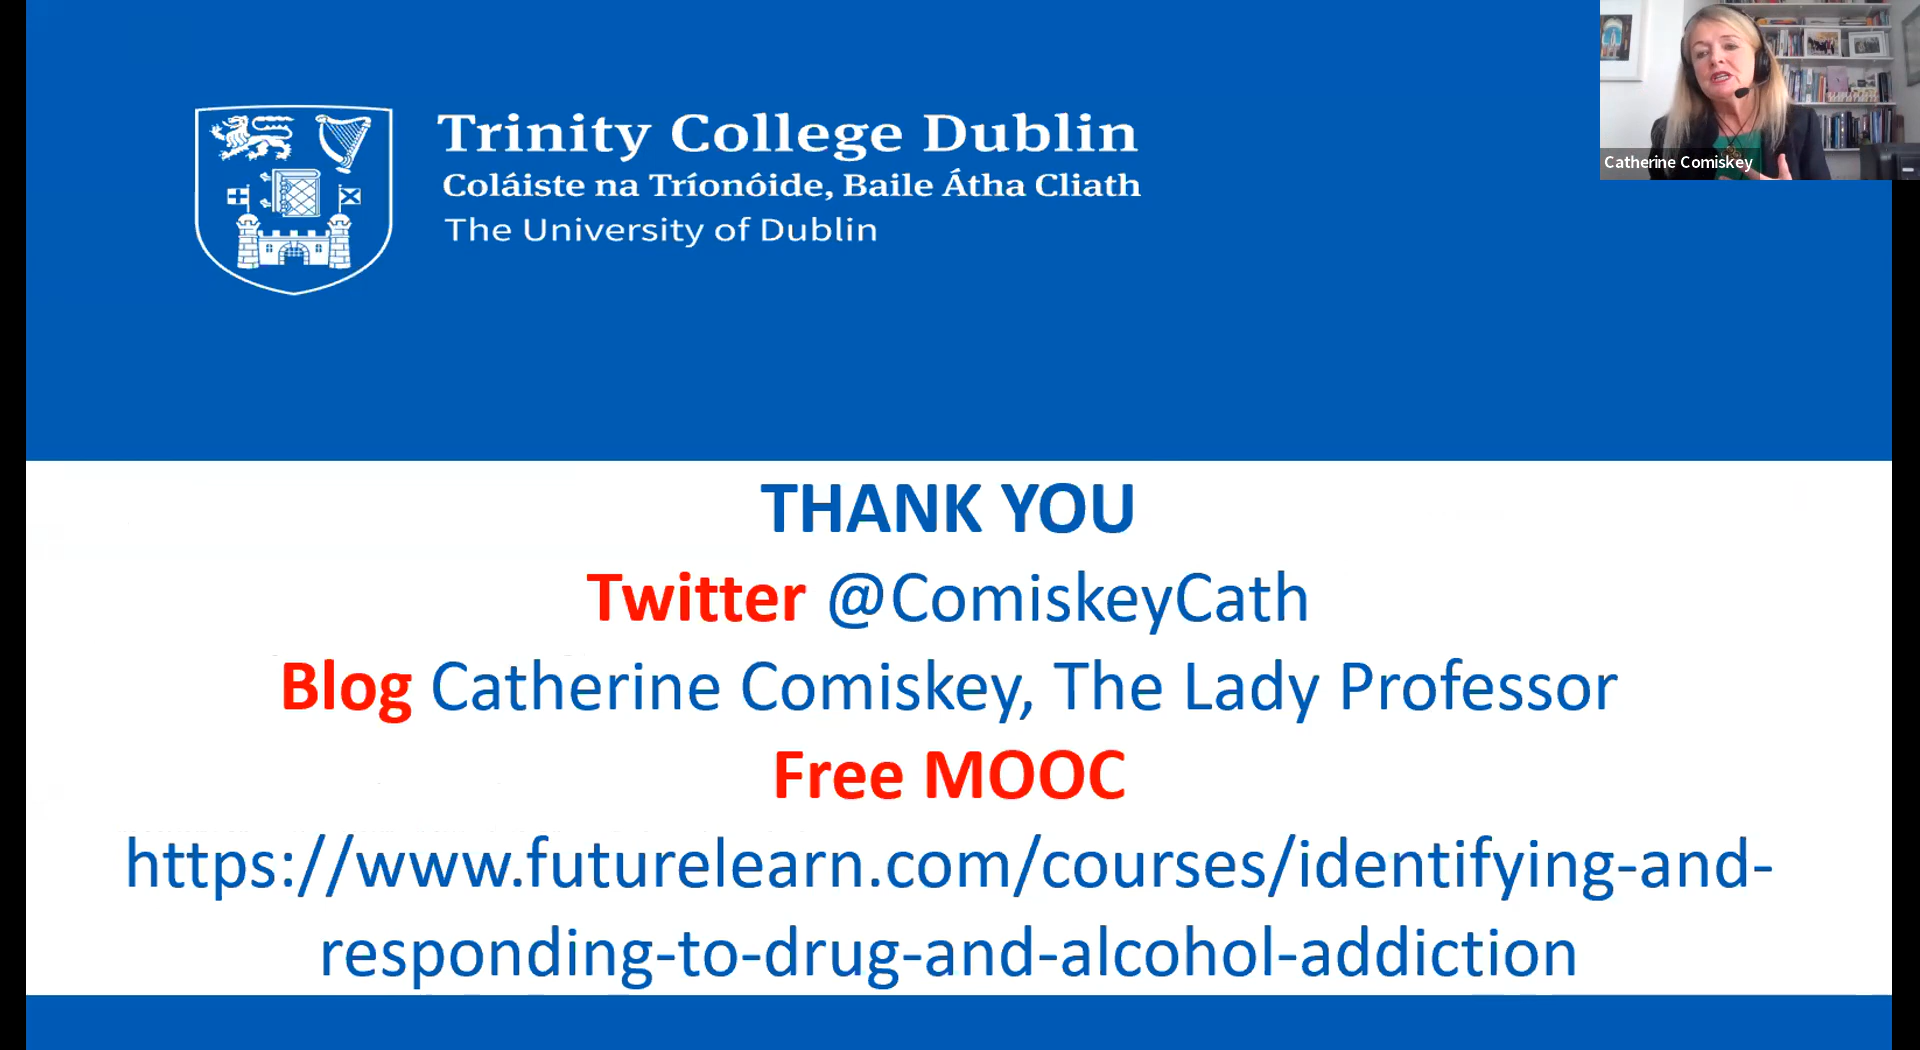 Trinity College Dublin
Coláiste na Tríonóide, Baile Átha Cliath
The University of Dublin
Catherine Comiskey
THANK YOU
Twitter @ComiskeyCath
Blog Catherine Comiskey, The Lady Professor
Free MOOC
https://www.futurelearn.com/courses/identifying-and-
responding-to-drug-and-alcohol-addiction